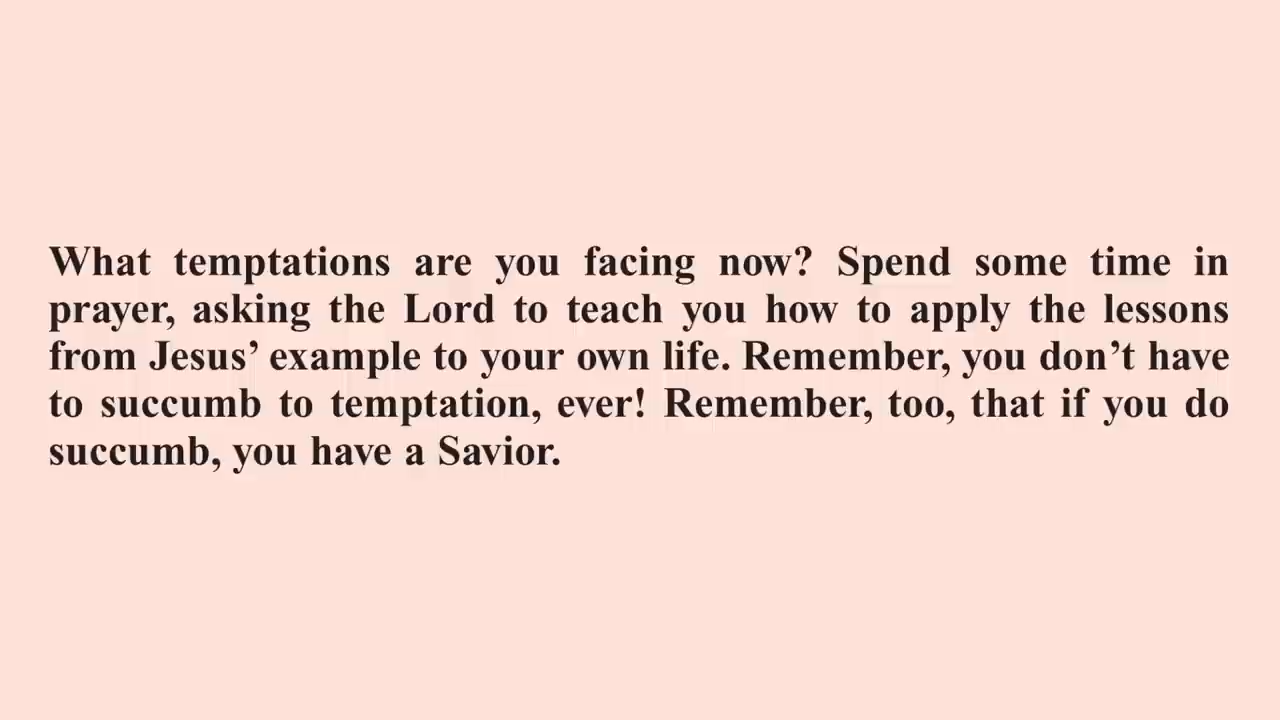 What temptations are you facing now? Spend some time in
prayer, asking the Lord to teach you how to apply the lessons
from Jesus’ example to your own life. Remember, you don’t have
to succumb to temptation, ever! Remember, too, that if you do
succumb, you have a Savior.